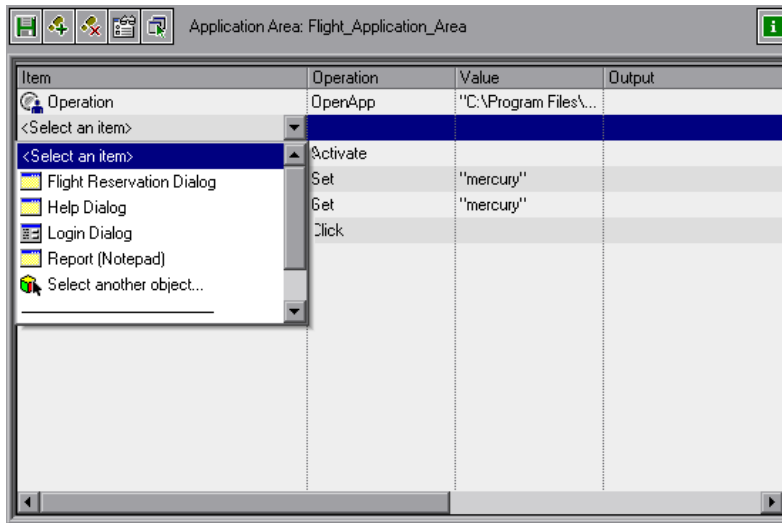 Application Area: Flight_Application_Area
Item Operation Value Output
Operation OpenApp "C:\Program Files\...
<Select an item>
<Select an item> Activate
Flight Reservation Dialog Set "mercury"
Help Dialog Set "mercury"
Login Dialog Click
Report (Notepad)
Select another object...